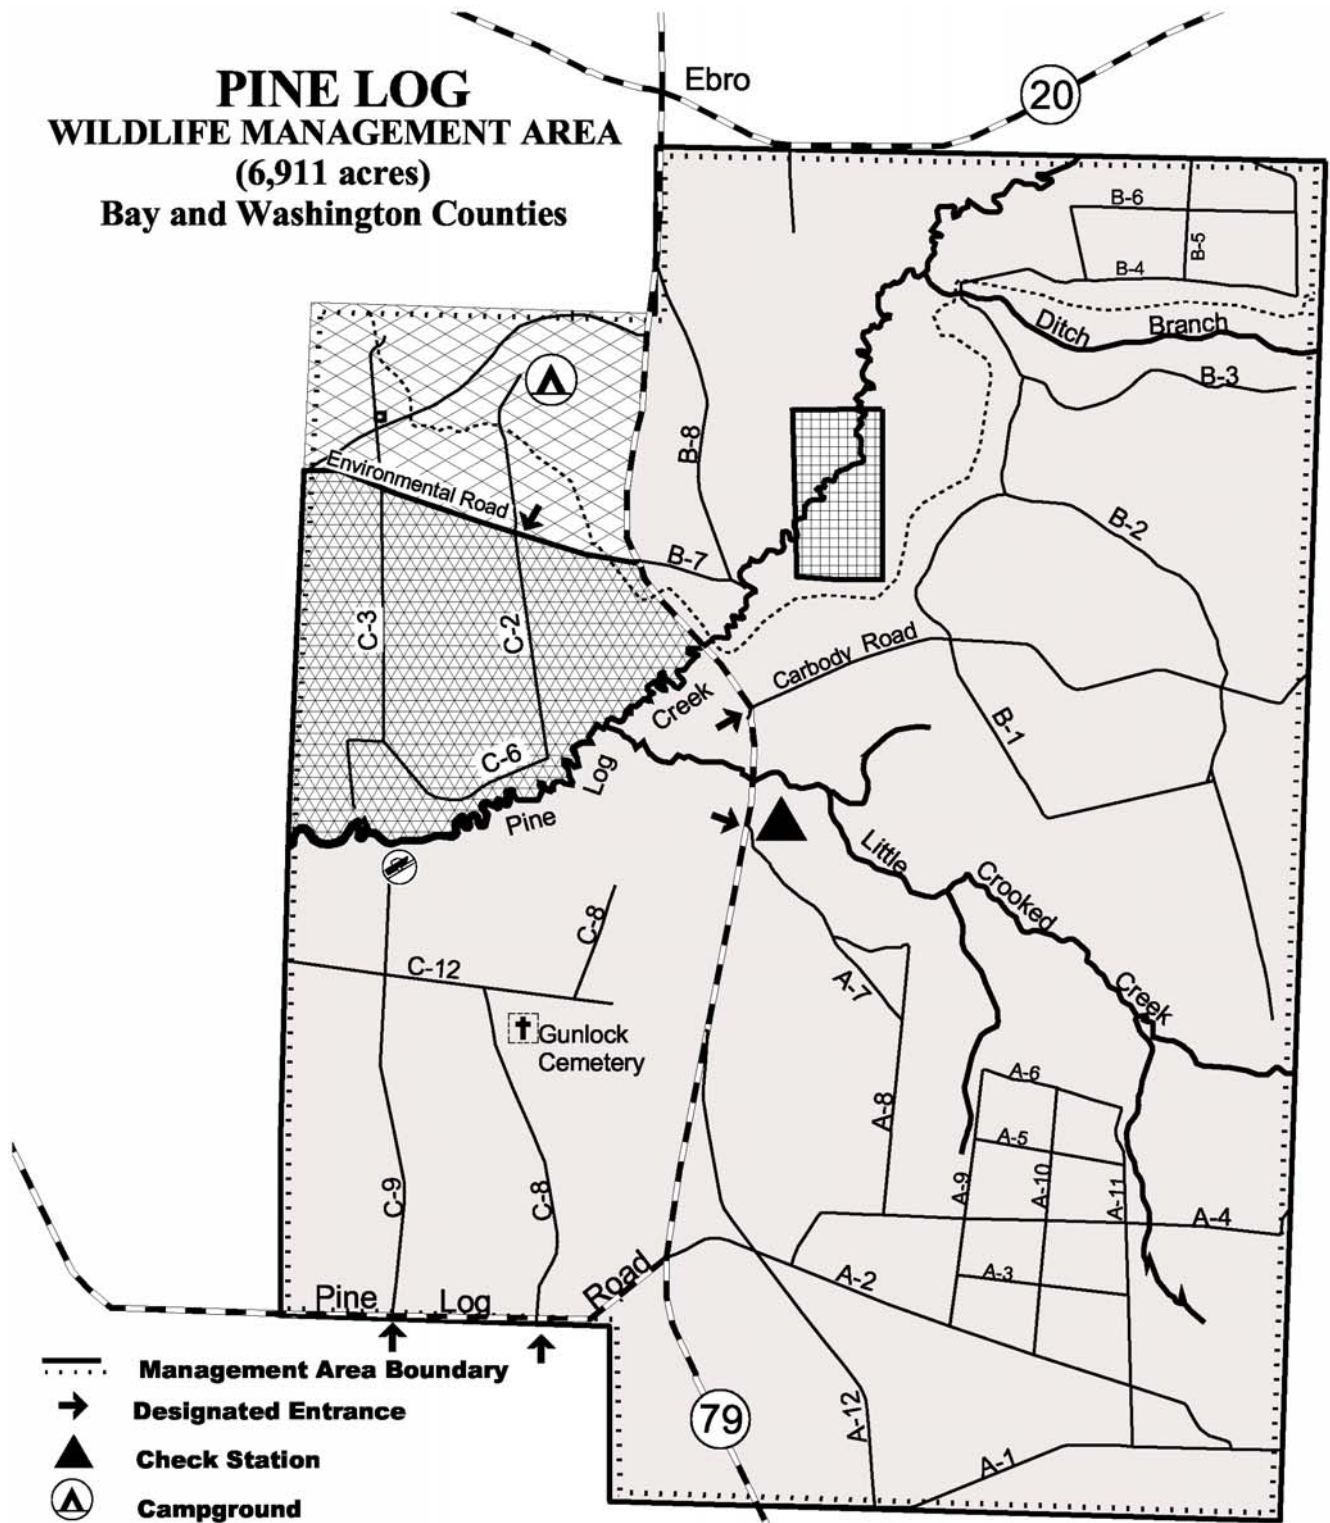 PINE LOG
WILDLIFE MANAGEMENT AREA
(6,911 acres)
Bay and Washington Counties
Ebro
20
B-6
B-5
B-4
Ditch Branch
B-3
B-8
Environmental Road
B-2
B-7
C-3
C-2
Carbody Road
Pine Log Creek
B-1
C-6
Little Crooked Creek
C-8
C-12
A-7
Gunlock
Cemetery
A-6
A-8
A-5
C-9
C-8
A-9
A-10
A-11
A-4
A-3
A-2
Pine Log Road
79
A-12
A-1
Management Area Boundary
Designated Entrance
Check Station
Campground